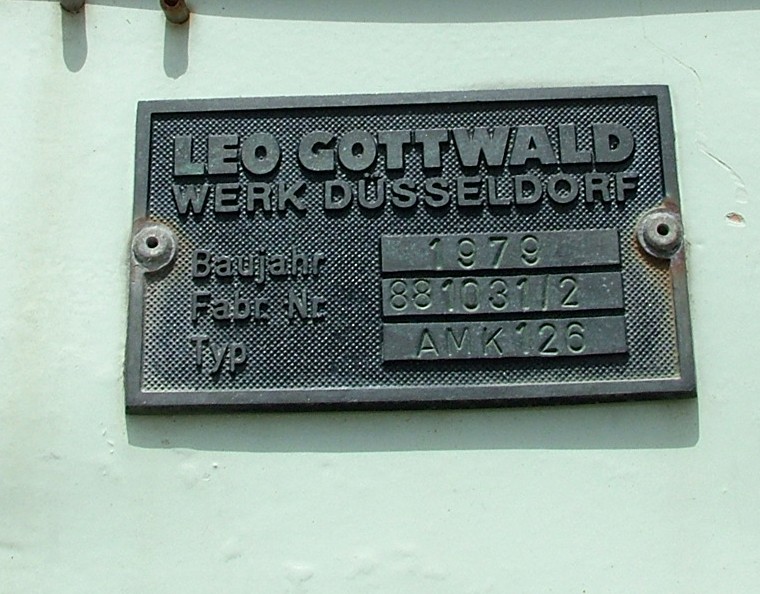 LEO GOTTWALD
WERK DÜSSELDORF
Baujahr 1979
Fabr. Nr. 881031/2
Typ AMK 126